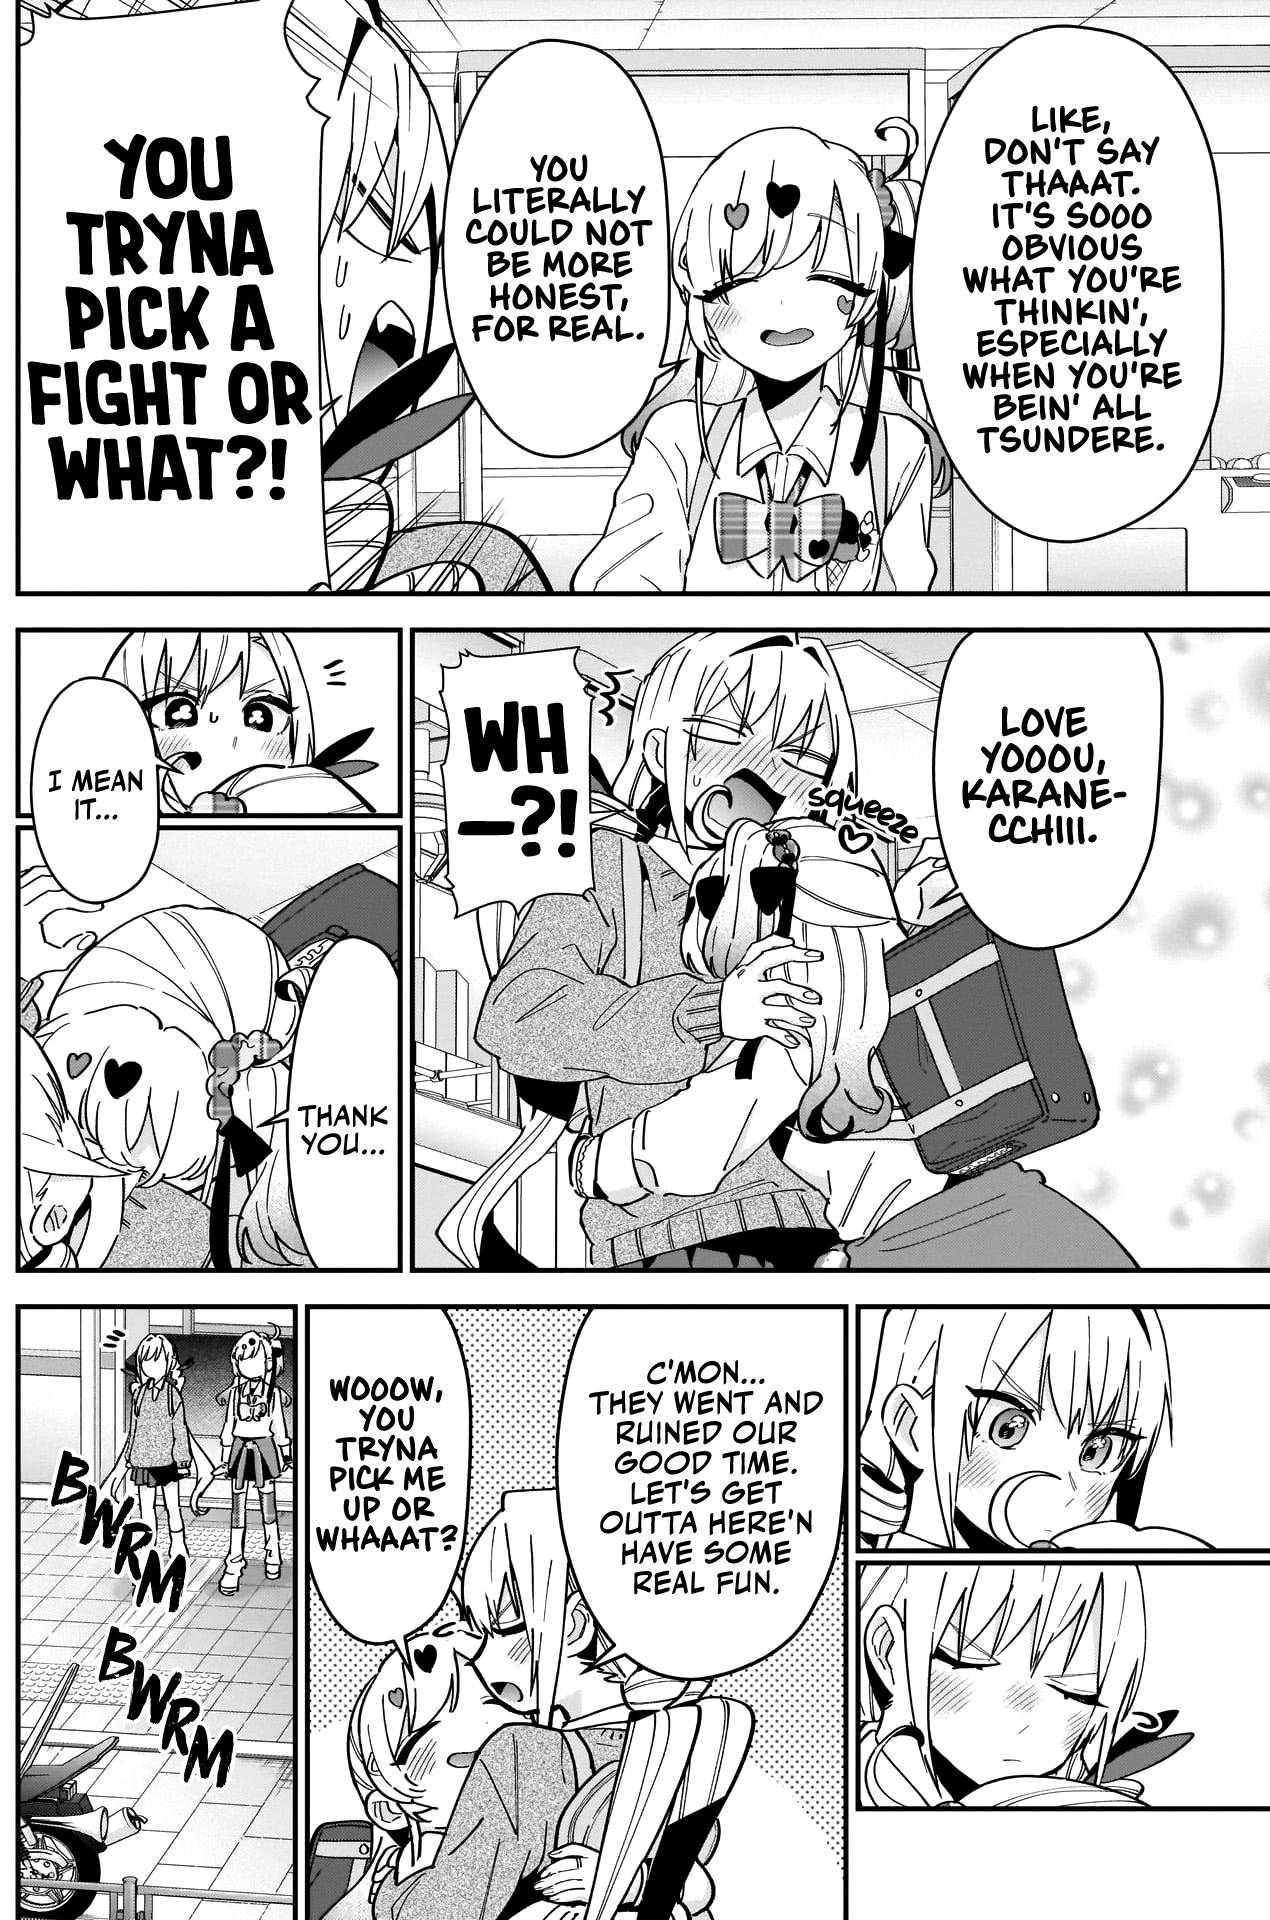 LIKE,
DON'T SAY
THAAAT.
IT'S SOOO
OBVIOUS
WHAT YOU'RE
THINKIN',
ESPECIALLY
WHEN YOU'RE
BEIN' ALL
TSUNDERE.
YOU
LITERALLY
COULD NOT
BE MORE
HONEST,
FOR REAL.
YOU
TRYNA
PICK A
FIGHT OR
WHAT?!
LOVE
YOOOU,
KARANE-
CCHIII.
squeeze
WH
—?!
I MEAN
IT...
THANK
YOU...
C'MON...
THEY WENT AND
RUINED OUR
GOOD TIME.
LET'S GET
OUTTA HERE'N
HAVE SOME
REAL FUN.
WOOOW,
YOU
TRYNA
PICK ME
UP OR
WHAAAT?
BWRM
BWRM